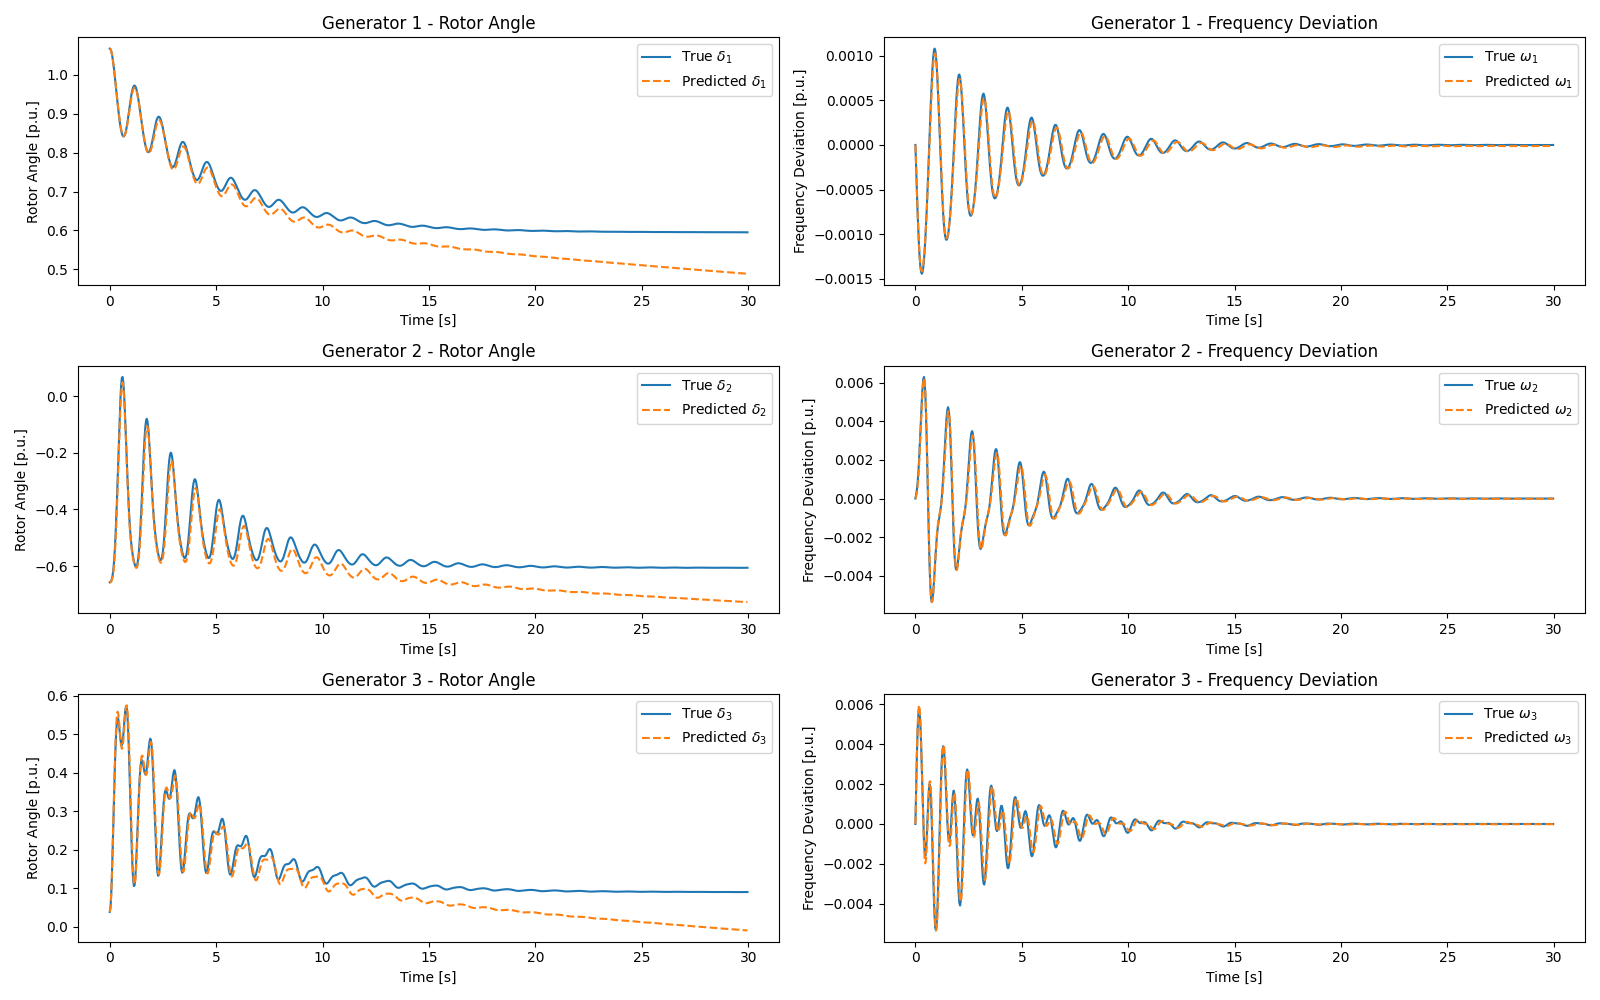 Generator 1 - Rotor Angle
Rotor Angle [p.u.]
1.0
0.9
0.8
0.7
0.6
0.5
True δ1
Predicted δ1
0 5 10 15 20 25 30
Time [s]
Generator 1 - Frequency Deviation
Frequency Deviation [p.u.]
0.0010
0.0005
0.0000
−0.0005
−0.0010
−0.0015
True ω1
Predicted ω1
0 5 10 15 20 25 30
Time [s]
Generator 2 - Rotor Angle
Rotor Angle [p.u.]
0.0
−0.2
−0.4
−0.6
True δ2
Predicted δ2
0 5 10 15 20 25 30
Time [s]
Generator 2 - Frequency Deviation
Frequency Deviation [p.u.]
0.006
0.004
0.002
0.000
−0.002
−0.004
True ω2
Predicted ω2
0 5 10 15 20 25 30
Time [s]
Generator 3 - Rotor Angle
Rotor Angle [p.u.]
0.6
0.5
0.4
0.3
0.2
0.1
0.0
True δ3
Predicted δ3
0 5 10 15 20 25 30
Time [s]
Generator 3 - Frequency Deviation
Frequency Deviation [p.u.]
0.006
0.004
0.002
0.000
−0.002
−0.004
True ω3
Predicted ω3
0 5 10 15 20 25 30
Time [s]